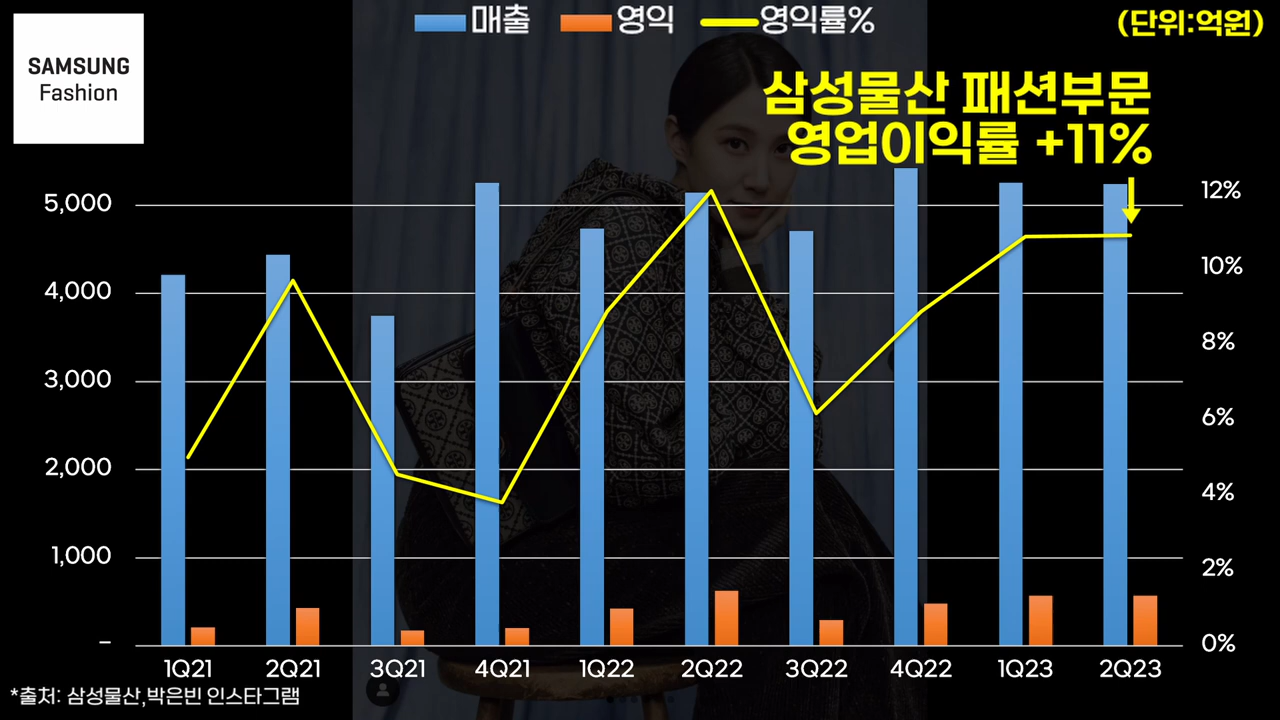 SAMSUNG
Fashion
매출 영익 영익률%
(단위:억원)
삼성물산 패션부문
영업이익률 +11%
5,000
4,000
3,000
2,000
1,000
–
12%
10%
8%
6%
4%
2%
0%
1Q21 2Q21 3Q21 4Q21 1Q22 2Q22 3Q22 4Q22 1Q23 2Q23
*출처: 삼성물산,박은빈 인스타그램